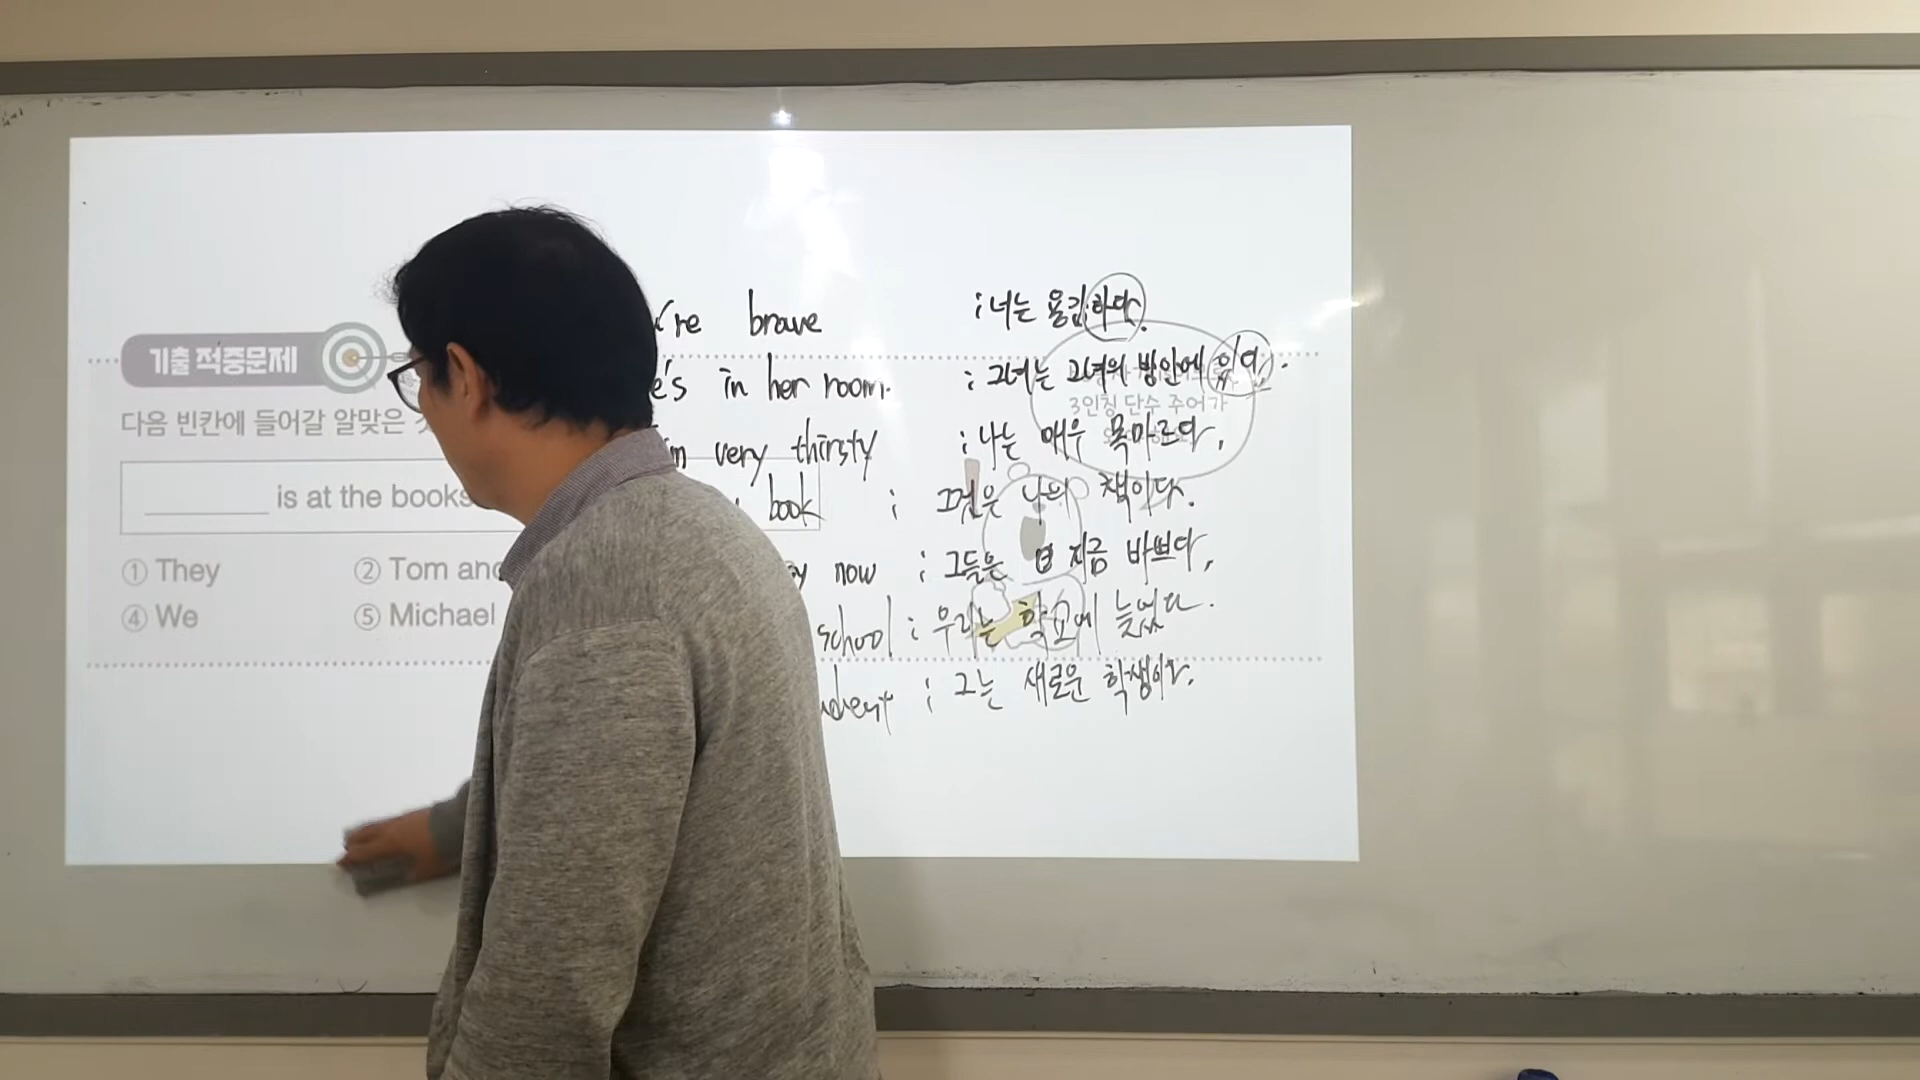 're brave ; 너는 용감하다.
기출 적중문제
e's in her room. ; 그녀는 그녀의 방안에 있다.
3인칭 단수 주어가
다음 빈칸에 들어갈 알맞은
m very thirsty ; 나는 매우 목마르다.
is at the books
book ; 그것은 나의 책이다.
① They ② Tom and
y now ; 그들은 지금 바쁘다.
④ We ⑤ Michael
school ; 우리는 학교에 늦었다.
udent ; 그는 새로운 학생이다.